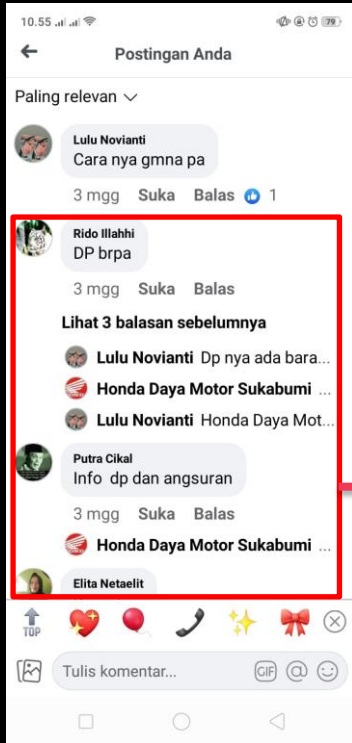 10.55
79
Postingan Anda
Paling relevan
Lulu Novianti
Cara nya gmna pa
3 mgg Suka Balas 1
Rido Illahhi
DP brpa
3 mgg Suka Balas
Lihat 3 balasan sebelumnya
Lulu Novianti Dp nya ada bara...
Honda Daya Motor Sukabumi ...
Lulu Novianti Honda Daya Mot...
Putra Cikal
Info dp dan angsuran
3 mgg Suka Balas
Honda Daya Motor Sukabumi ...
Elita Netaelit
TOP
Tulis komentar... GIF @